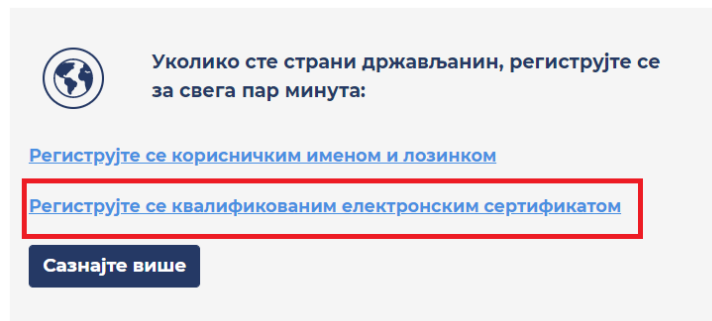 Уколико сте страни држављанин, региструјте се
за свега пар минута:
Региструјте се корисничким именом и лозинком
Региструјте се квалификованим електронским сертификатом
Сазнајте више